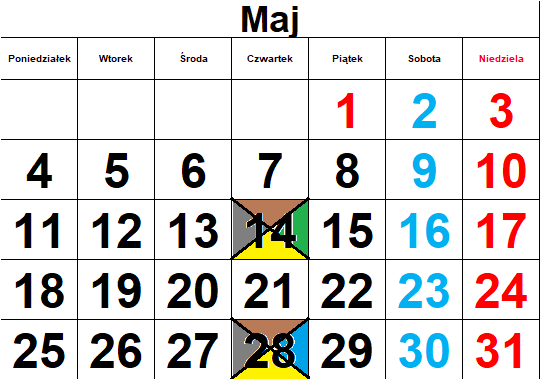 Maj
Poniedziałek Wtorek Środa Czwartek Piątek Sobota Niedziela
1 2 3
4 5 6 7 8 9 10
11 12 13 14 15 16 17
18 19 20 21 22 23 24
25 26 27 28 29 30 31